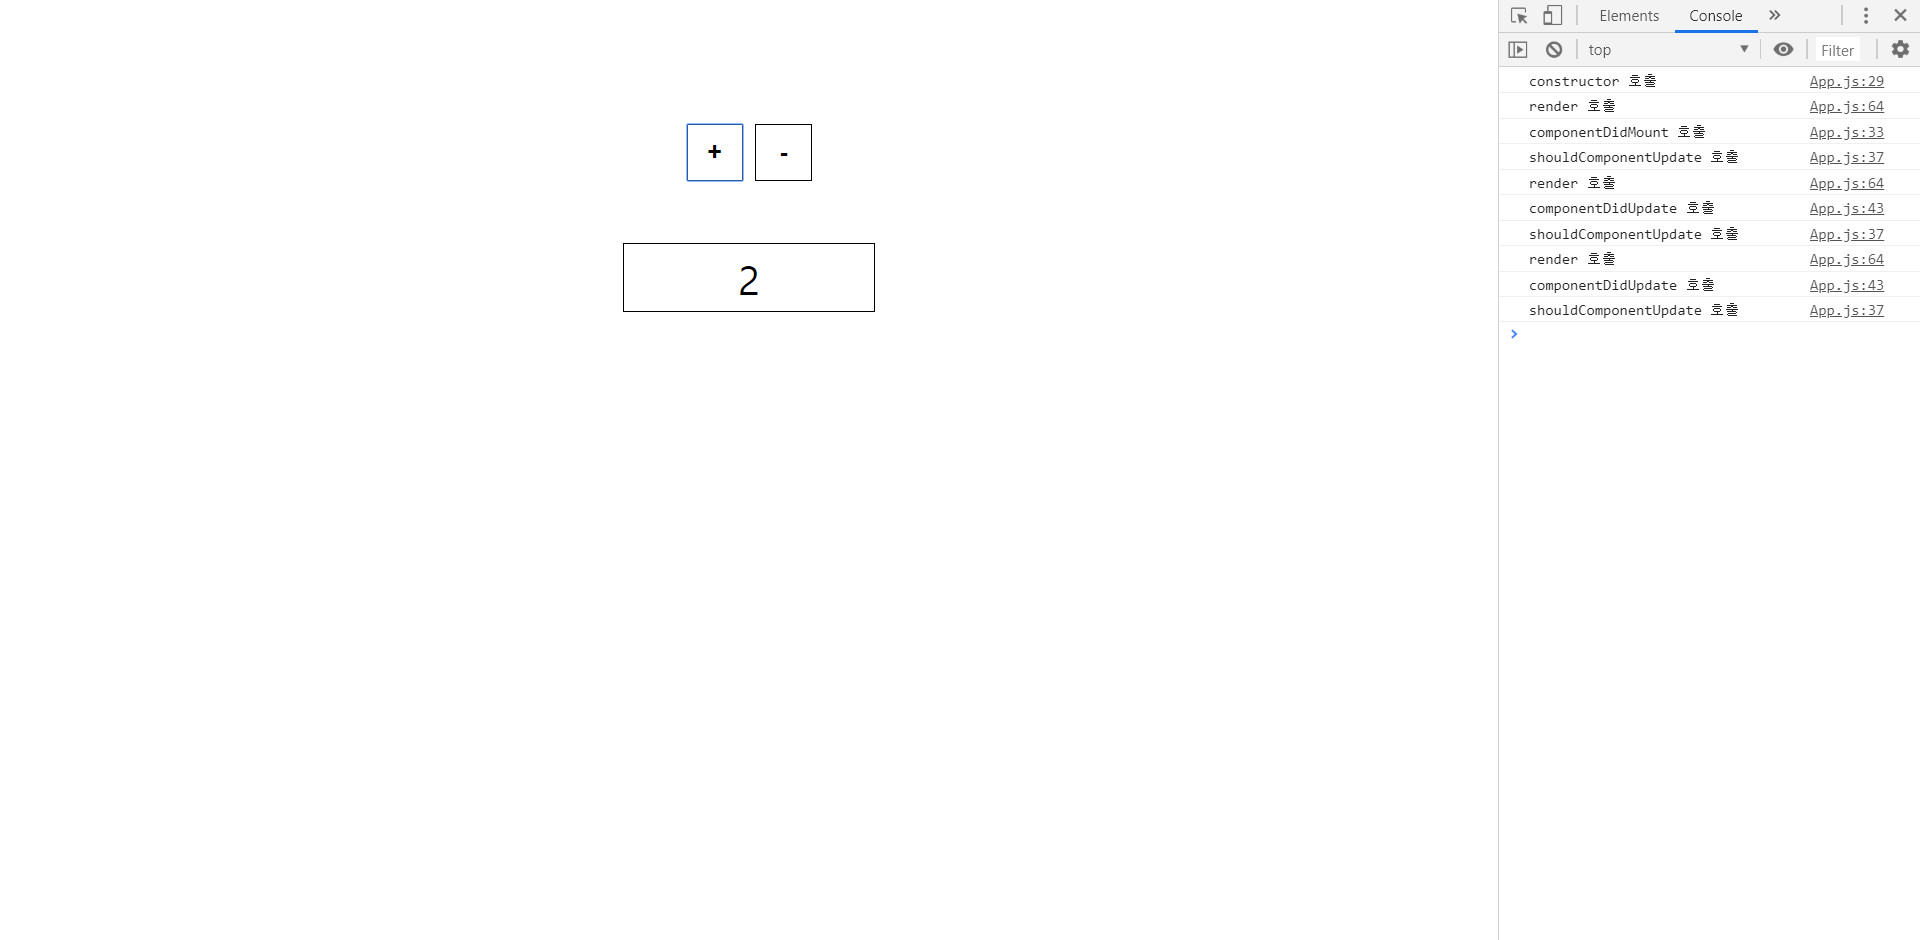 + -
2
Elements Console
top Filter
constructor 호출 App.js:29
render 호출 App.js:64
componentDidMount 호출 App.js:33
shouldComponentUpdate 호출 App.js:37
render 호출 App.js:64
componentDidUpdate 호출 App.js:43
shouldComponentUpdate 호출 App.js:37
render 호출 App.js:64
componentDidUpdate 호출 App.js:43
shouldComponentUpdate 호출 App.js:37